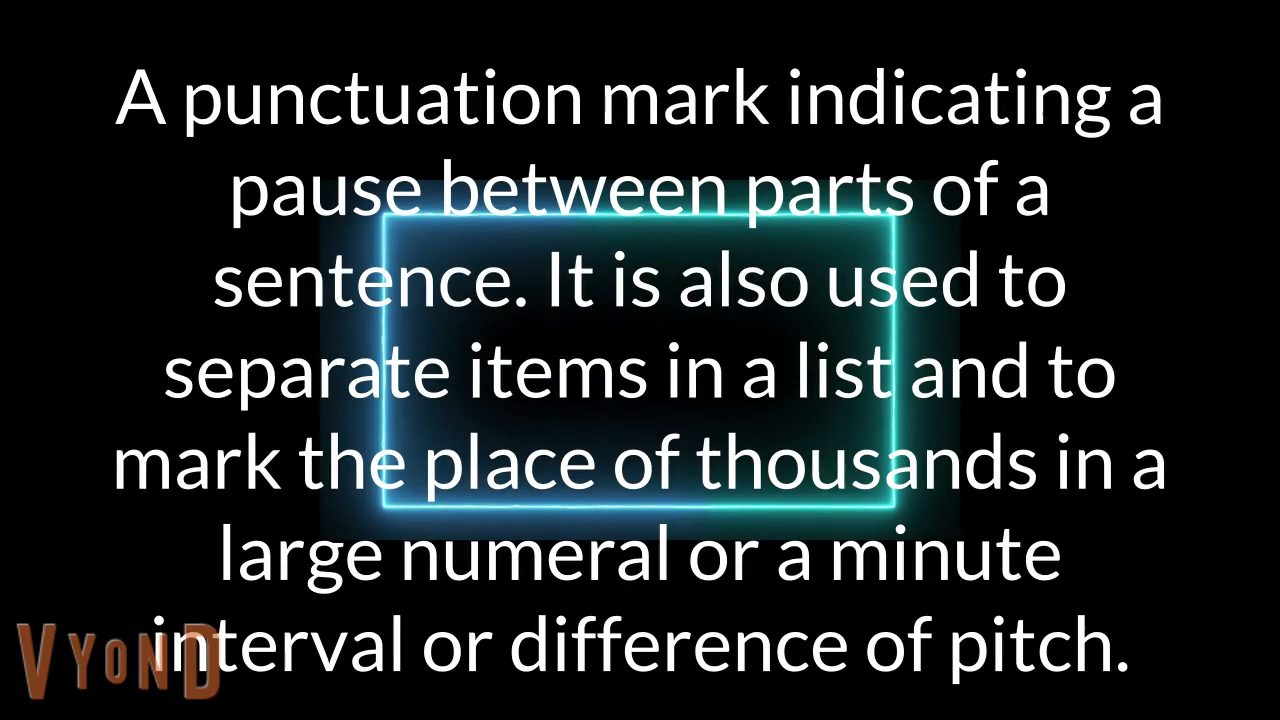 A punctuation mark indicating a
pause between parts of a
sentence. It is also used to
separate items in a list and to
mark the place of thousands in a
large numeral or a minute
interval or difference of pitch.
VYOND